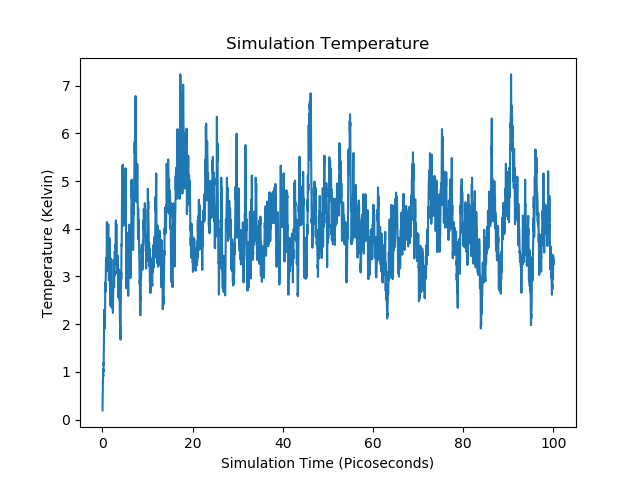 Simulation Temperature
Temperature (Kelvin)
7
6
5
4
3
2
1
0
0 20 40 60 80 100
Simulation Time (Picoseconds)